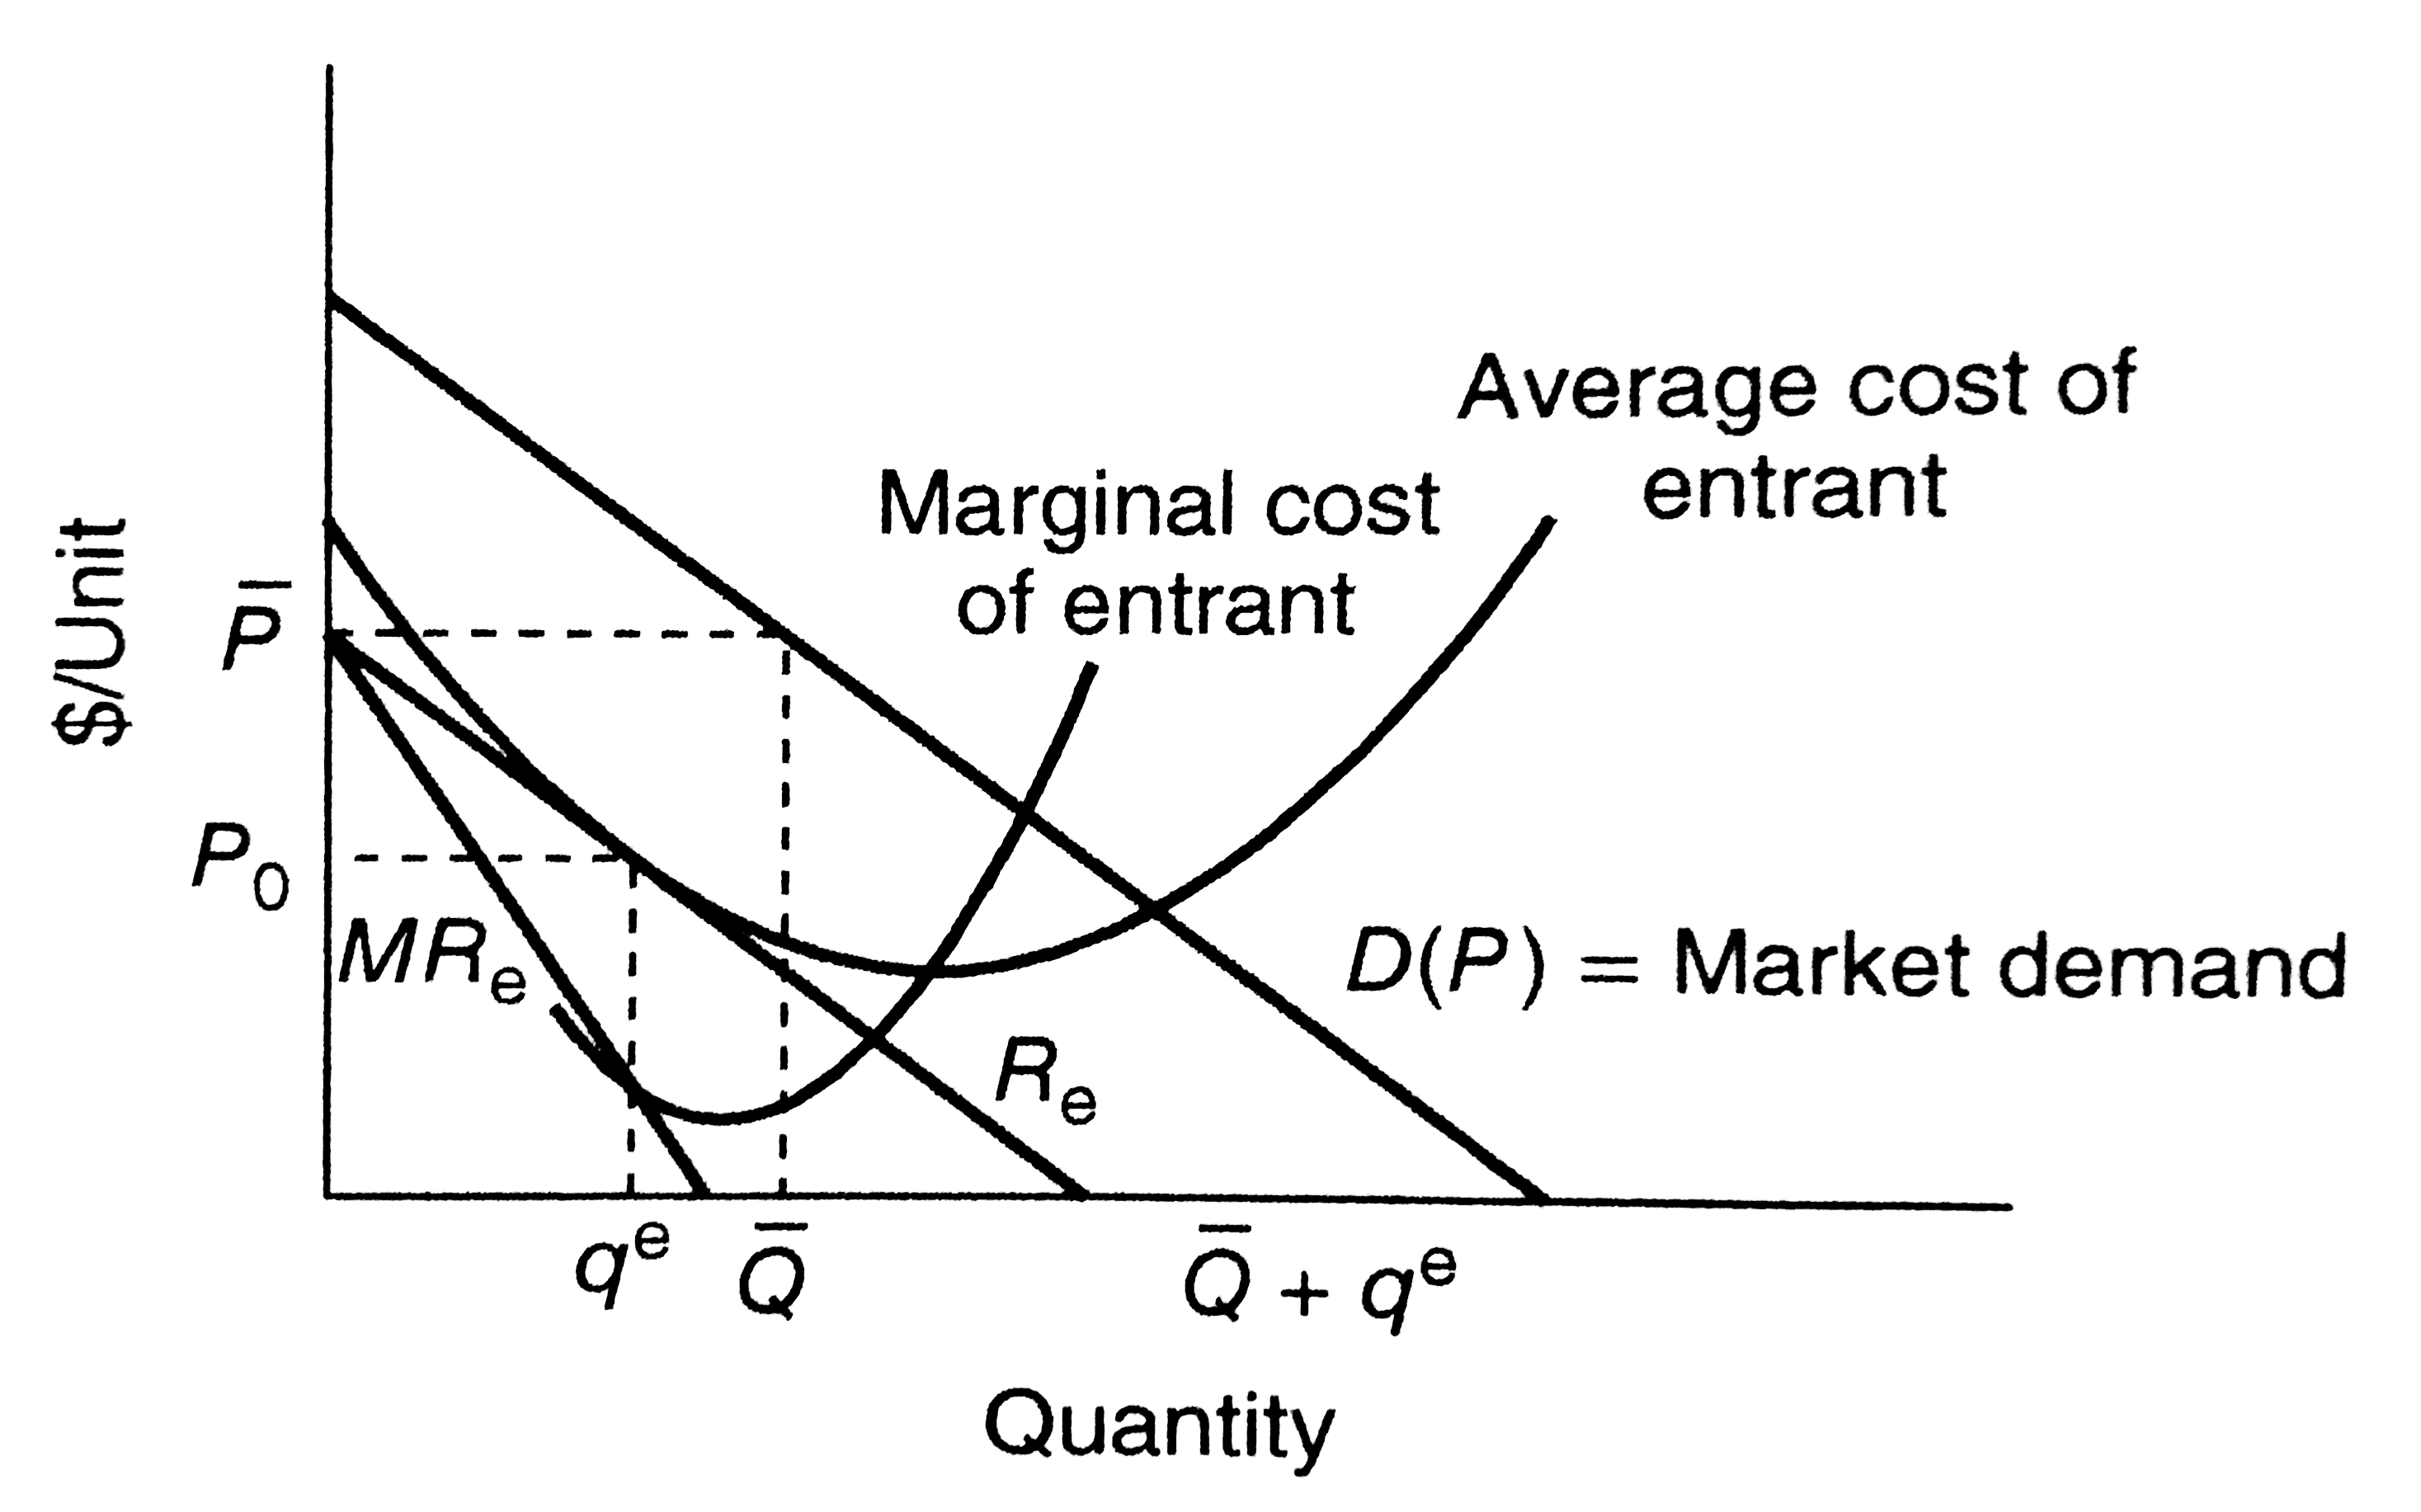 Average cost of
entrant
Marginal cost
of entrant
$/Unit
P̅
P₀
MRₑ
D(P) = Market demand
Rₑ
qᵉ
Q̅
Q̅ + qᵉ
Quantity